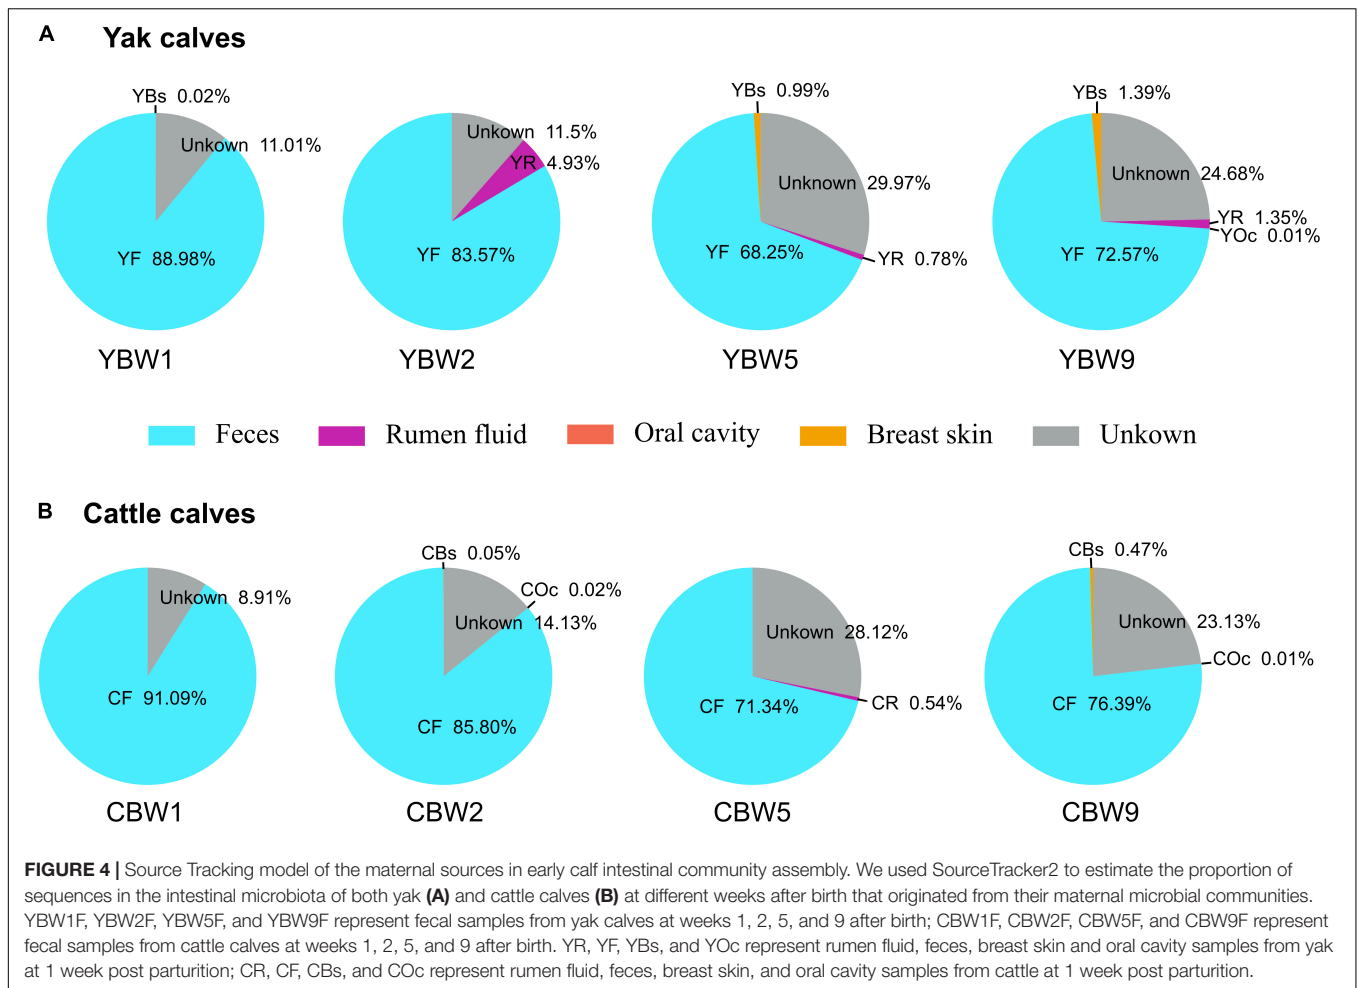 A Yak calves
YBs 0.02%
Unkown 11.01%
YF 88.98%
YBW1
Unkown 11.5%
YR 4.93%
YF 83.57%
YBW2
YBs 0.99%
Unknown 29.97%
YF 68.25%
YR 0.78%
YBW5
YBs 1.39%
Unknown 24.68%
YR 1.35%
YOc 0.01%
YF 72.57%
YBW9
Feces Rumen fluid Oral cavity Breast skin Unkown
B Cattle calves
Unkown 8.91%
CF 91.09%
CBW1
CBs 0.05%
COc 0.02%
Unkown 14.13%
CF 85.80%
CBW2
Unkown 28.12%
CF 71.34%
CR 0.54%
CBW5
CBs 0.47%
Unkown 23.13%
COc 0.01%
CF 76.39%
CBW9
FIGURE 4 | Source Tracking model of the maternal sources in early calf intestinal community assembly. We used SourceTracker2 to estimate the proportion of
sequences in the intestinal microbiota of both yak (A) and cattle calves (B) at different weeks after birth that originated from their maternal microbial communities.
YBW1F, YBW2F, YBW5F, and YBW9F represent fecal samples from yak calves at weeks 1, 2, 5, and 9 after birth; CBW1F, CBW2F, CBW5F, and CBW9F represent
fecal samples from cattle calves at weeks 1, 2, 5, and 9 after birth. YR, YF, YBs, and YOc represent rumen fluid, feces, breast skin and oral cavity samples from yak
at 1 week post parturition; CR, CF, CBs, and COc represent rumen fluid, feces, breast skin, and oral cavity samples from cattle at 1 week post parturition.